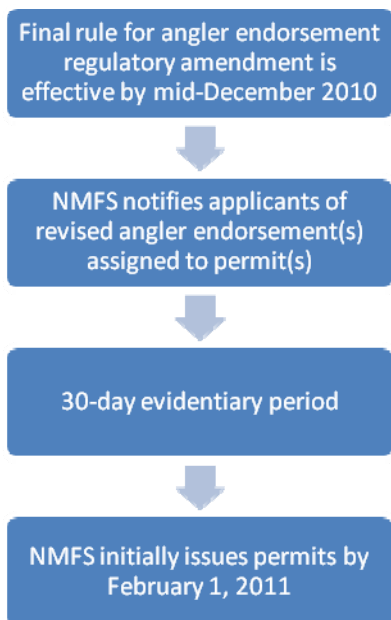 Final rule for angler endorsement
regulatory amendment is
effective by mid-December 2010
NMFS notifies applicants of
revised angler endorsement(s)
assigned to permit(s)
30-day evidentiary period
NMFS initially issues permits by
February 1, 2011